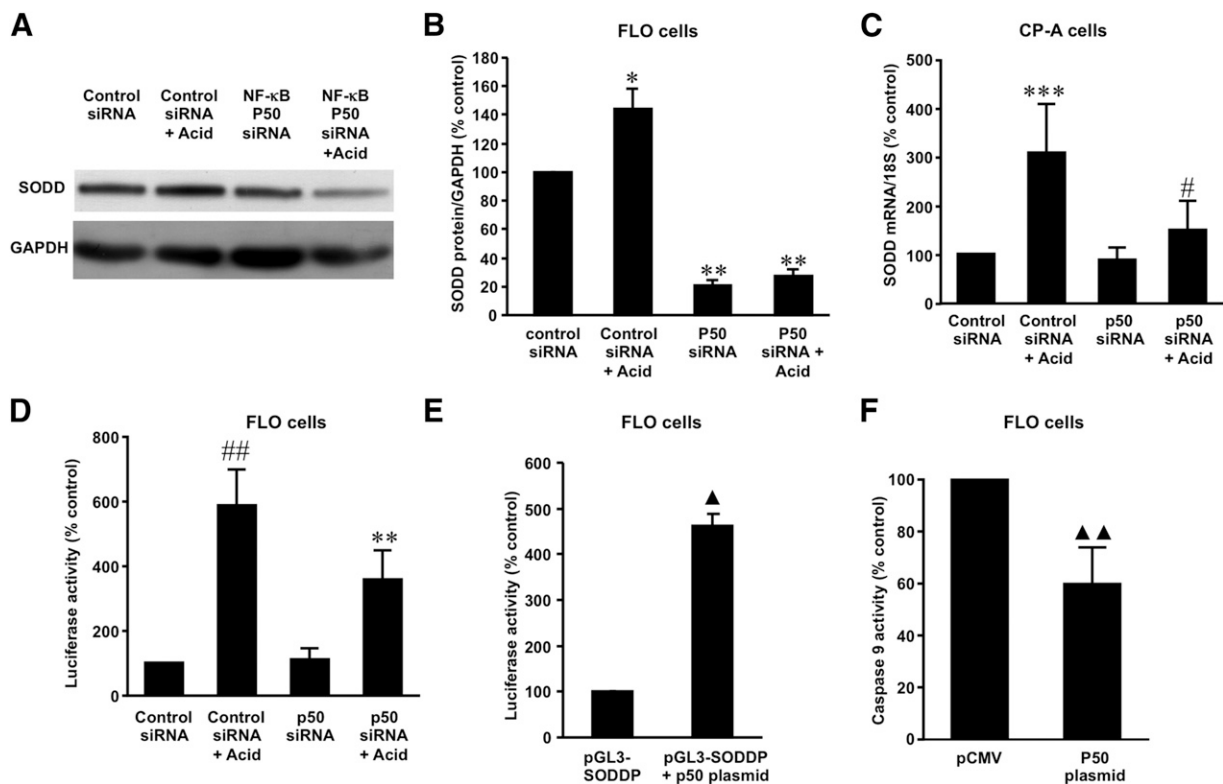 A
Control
siRNA
Control
siRNA
+ Acid
NF-κB
P50
siRNA
NF-κB
P50
siRNA
+Acid
SODD
GAPDH
B
FLO cells
SODD protein/GAPDH (% control)
180
160
140
120
100
80
60
40
20
0
*
**
**
control
siRNA
Control
siRNA
+ Acid
P50
siRNA
P50
siRNA +
Acid
C
CP-A cells
SODD mRNA/18S (% control)
500
400
300
200
100
0
***
#
Control
siRNA
Control
siRNA
+ Acid
p50
siRNA
p50
siRNA
+ Acid
D
FLO cells
Luciferase activity (% control)
800
600
400
200
0
##
**
Control
siRNA
Control
siRNA
+ Acid
p50
siRNA
p50
siRNA
+ Acid
E
FLO cells
Luciferase activity (% control)
600
500
400
300
200
100
0
▲
pGL3-
SODDP
pGL3-SODDP
+ p50 plasmid
F
FLO cells
Caspase 9 activity (% control)
100
80
60
40
20
0
▲▲
pCMV
P50
plasmid